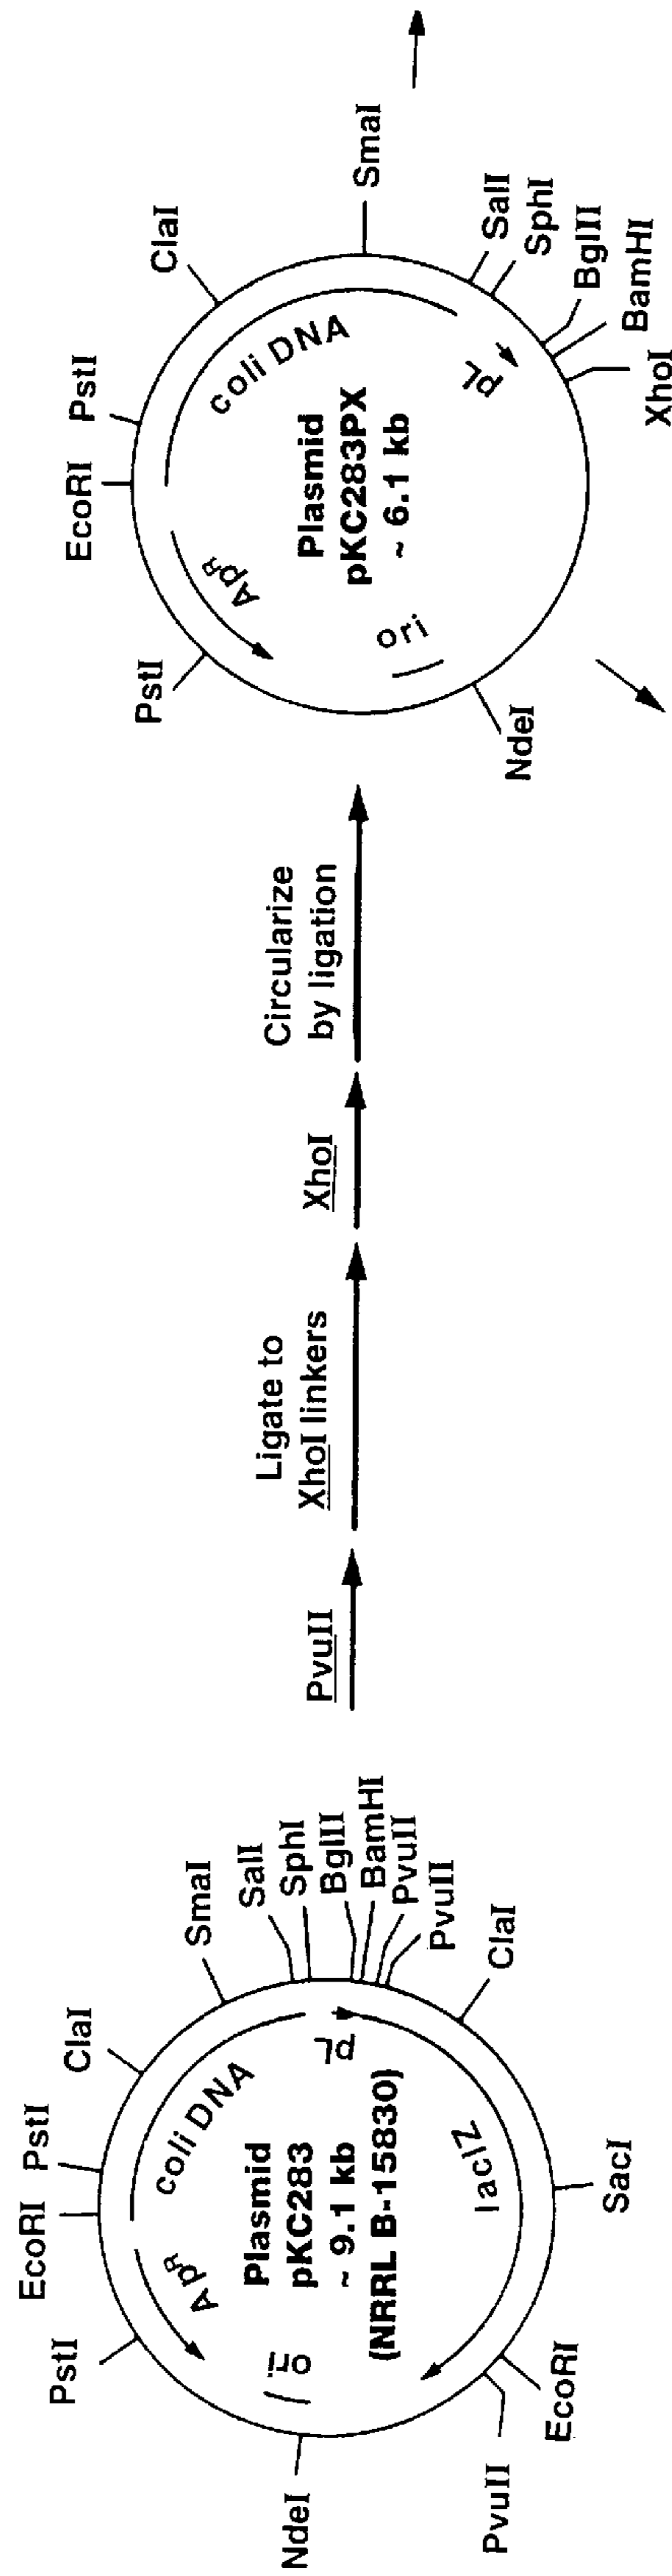 EcoRI
PstI
ClaI
SmaI
SalI
SphI
BglII
BamHI
PvuII
PvuII
ClaI
SacI
EcoRI
PvuII
NdeI
PstI
coli DNA
pL
lacIZ
ori
ApR
Plasmid
pKC283
~ 9.1 kb
(NRRL B-15830)
PvuII
Ligate to
XhoI linkers
XhoI
Circularize
by ligation
EcoRI
PstI
ClaI
SmaI
SalI
SphI
BglII
BamHI
XhoI
NdeI
PstI
coli DNA
pL
ori
ApR
Plasmid
pKC283PX
~ 6.1 kb